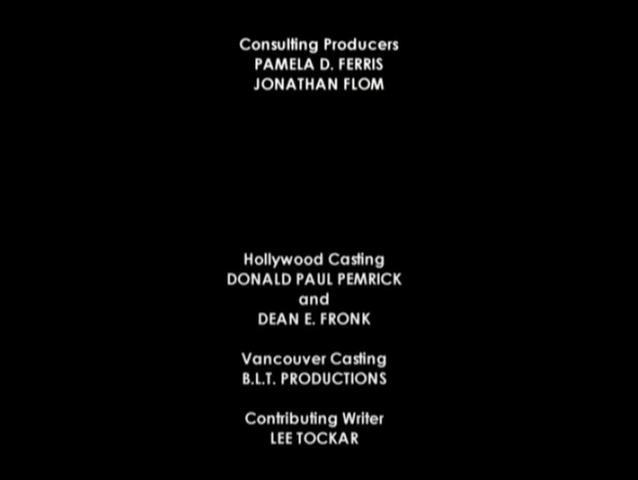 Consulting Producers
PAMELA D. FERRIS
JONATHAN FLOM
Hollywood Casting
DONALD PAUL PEMRICK
and
DEAN E. FRONK
Vancouver Casting
B.L.T. PRODUCTIONS
Contributing Writer
LEE TOCKAR